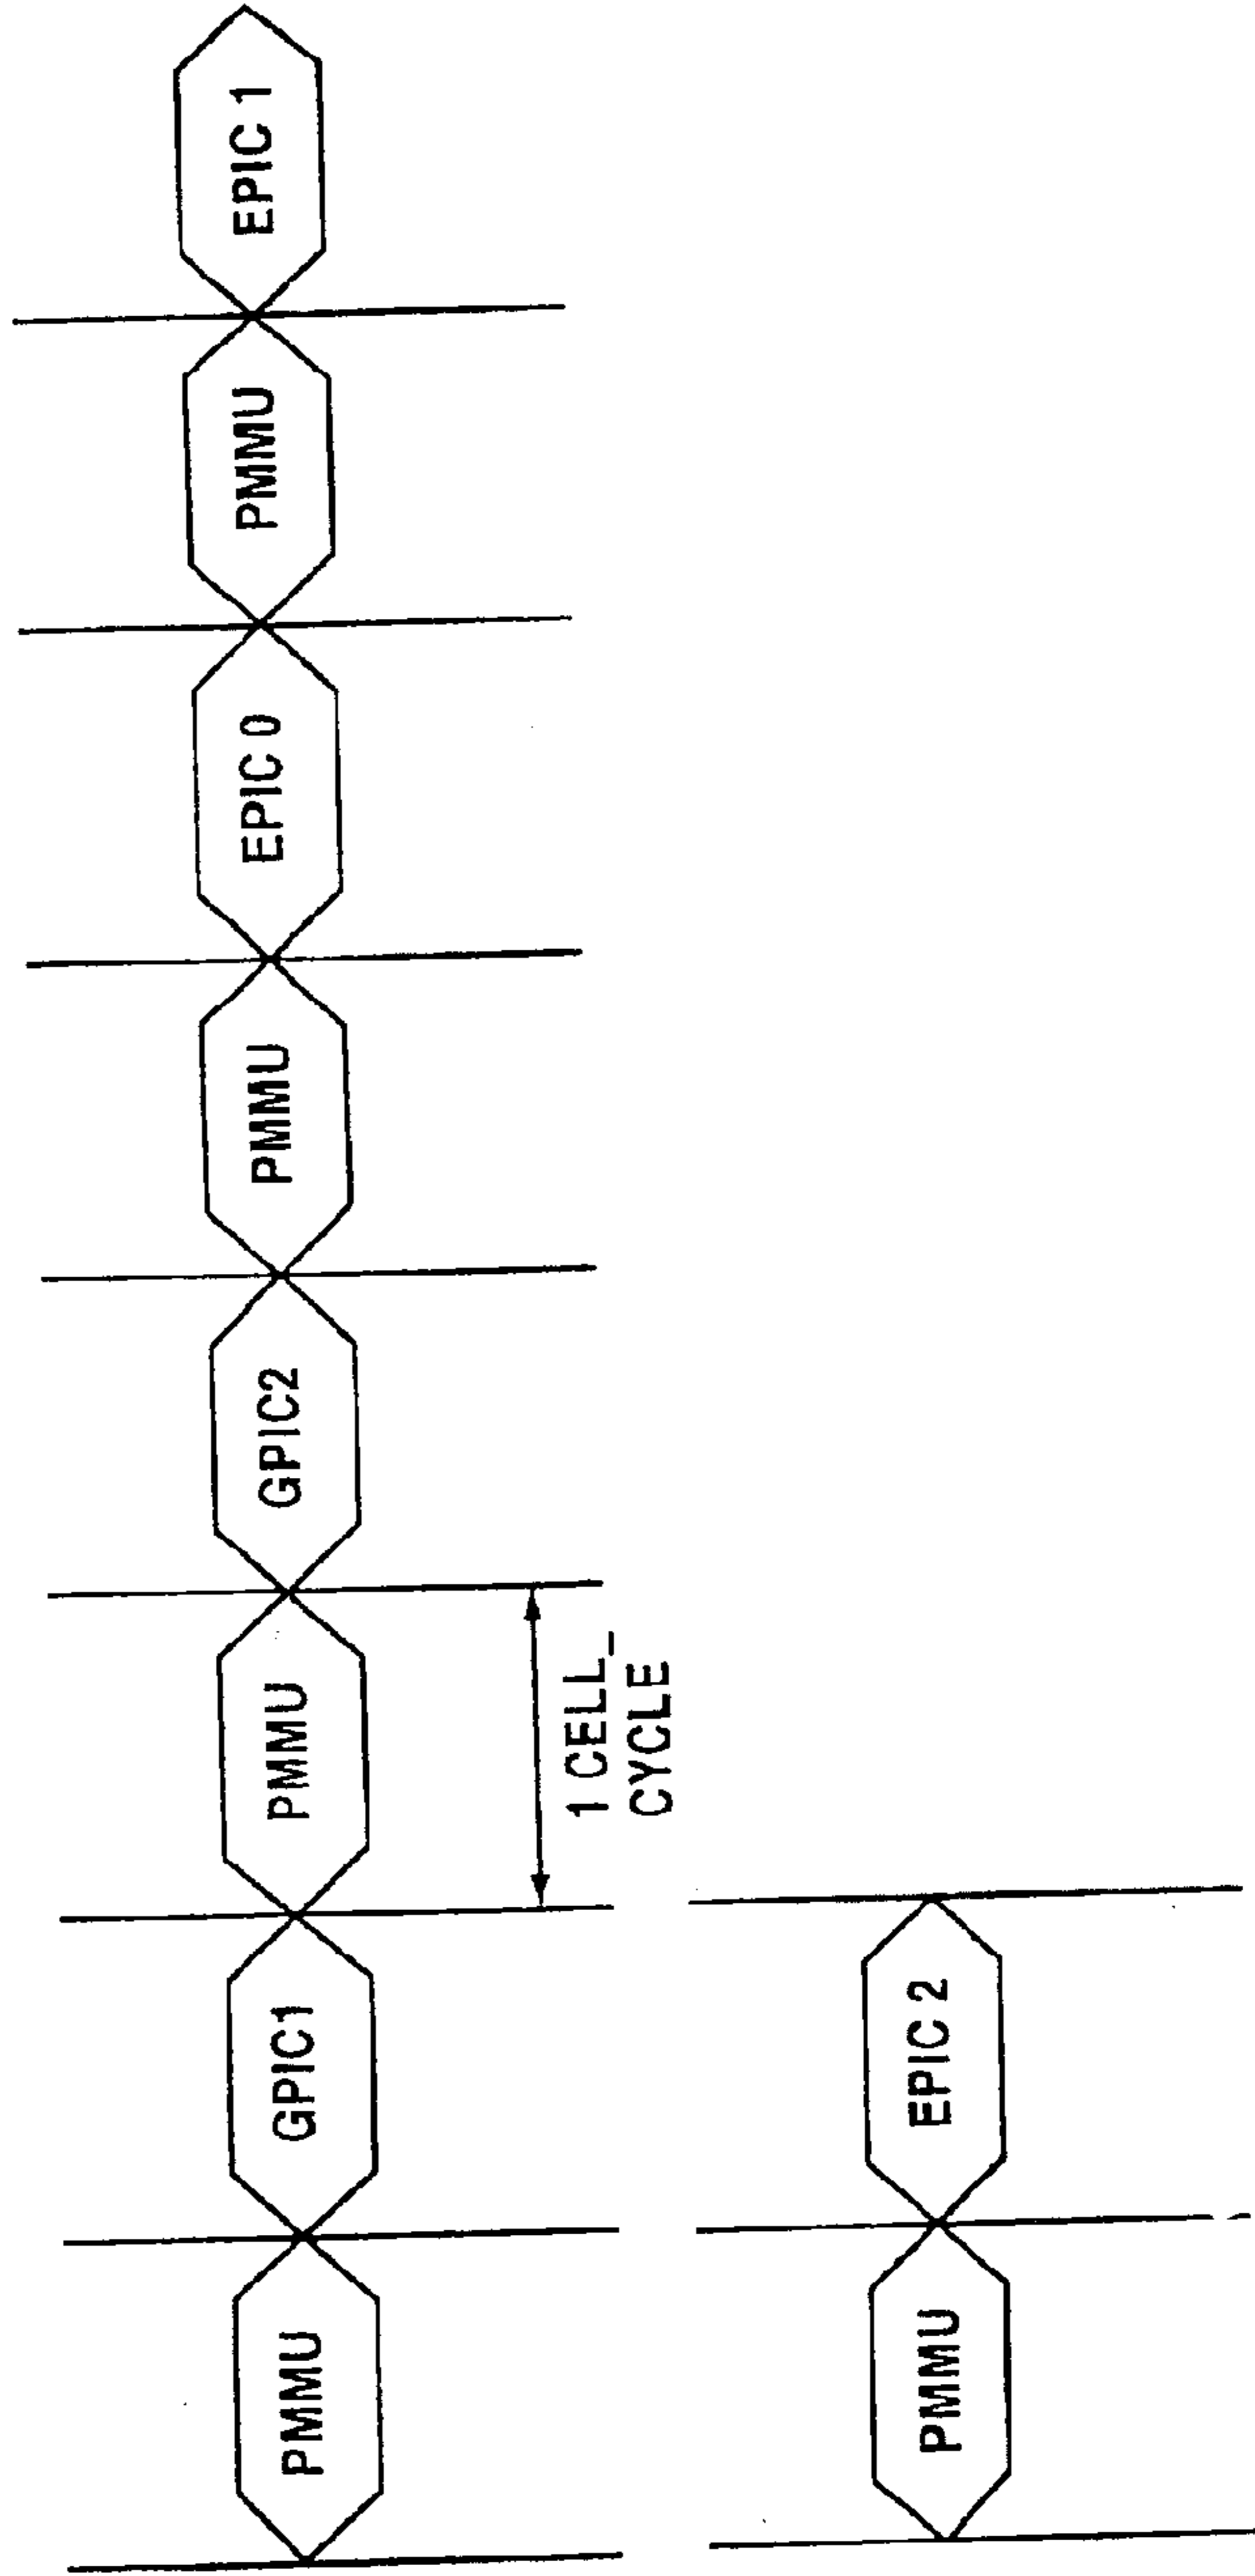 PMMU
GPIC1
PMMU
GPIC2
PMMU
EPIC 0
PMMU
EPIC 1
1 CELL_
CYCLE
PMMU
EPIC 2